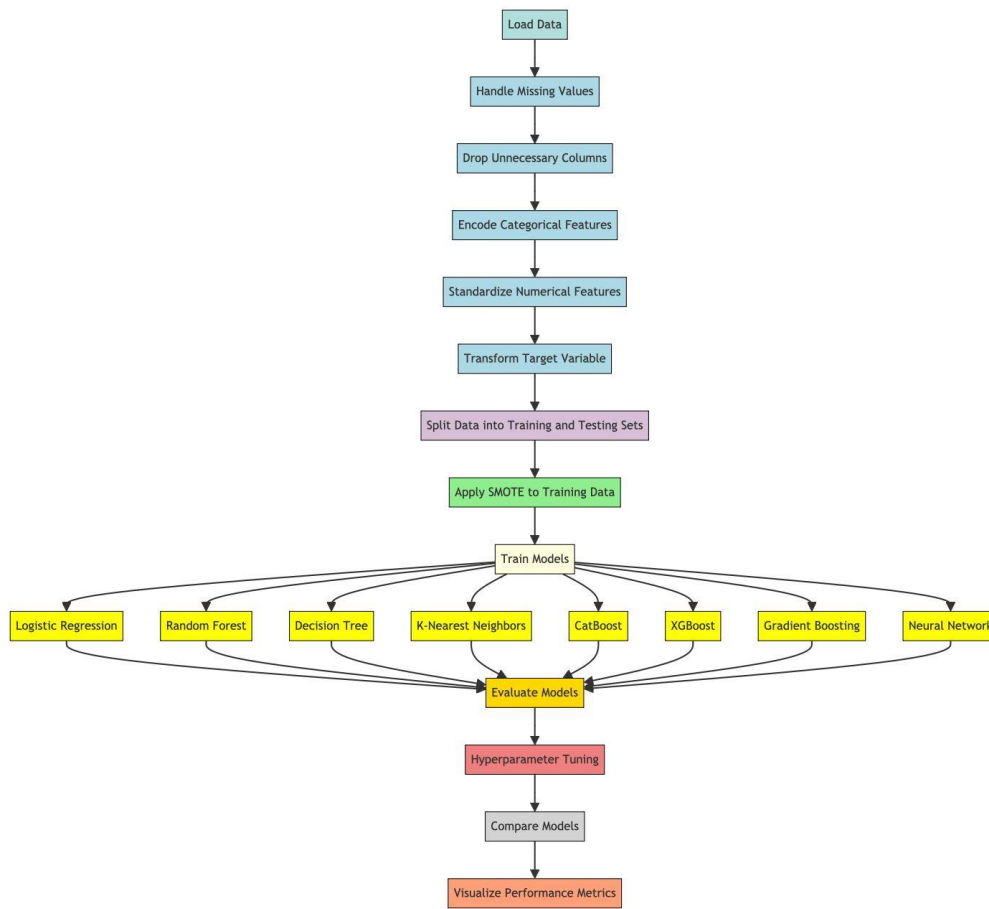 Load Data
Handle Missing Values
Drop Unnecessary Columns
Encode Categorical Features
Standardize Numerical Features
Transform Target Variable
Split Data into Training and Testing Sets
Apply SMOTE to Training Data
Train Models
Logistic Regression
Random Forest
Decision Tree
K-Nearest Neighbors
CatBoost
XGBoost
Gradient Boosting
Neural Network
Evaluate Models
Hyperparameter Tuning
Compare Models
Visualize Performance Metrics